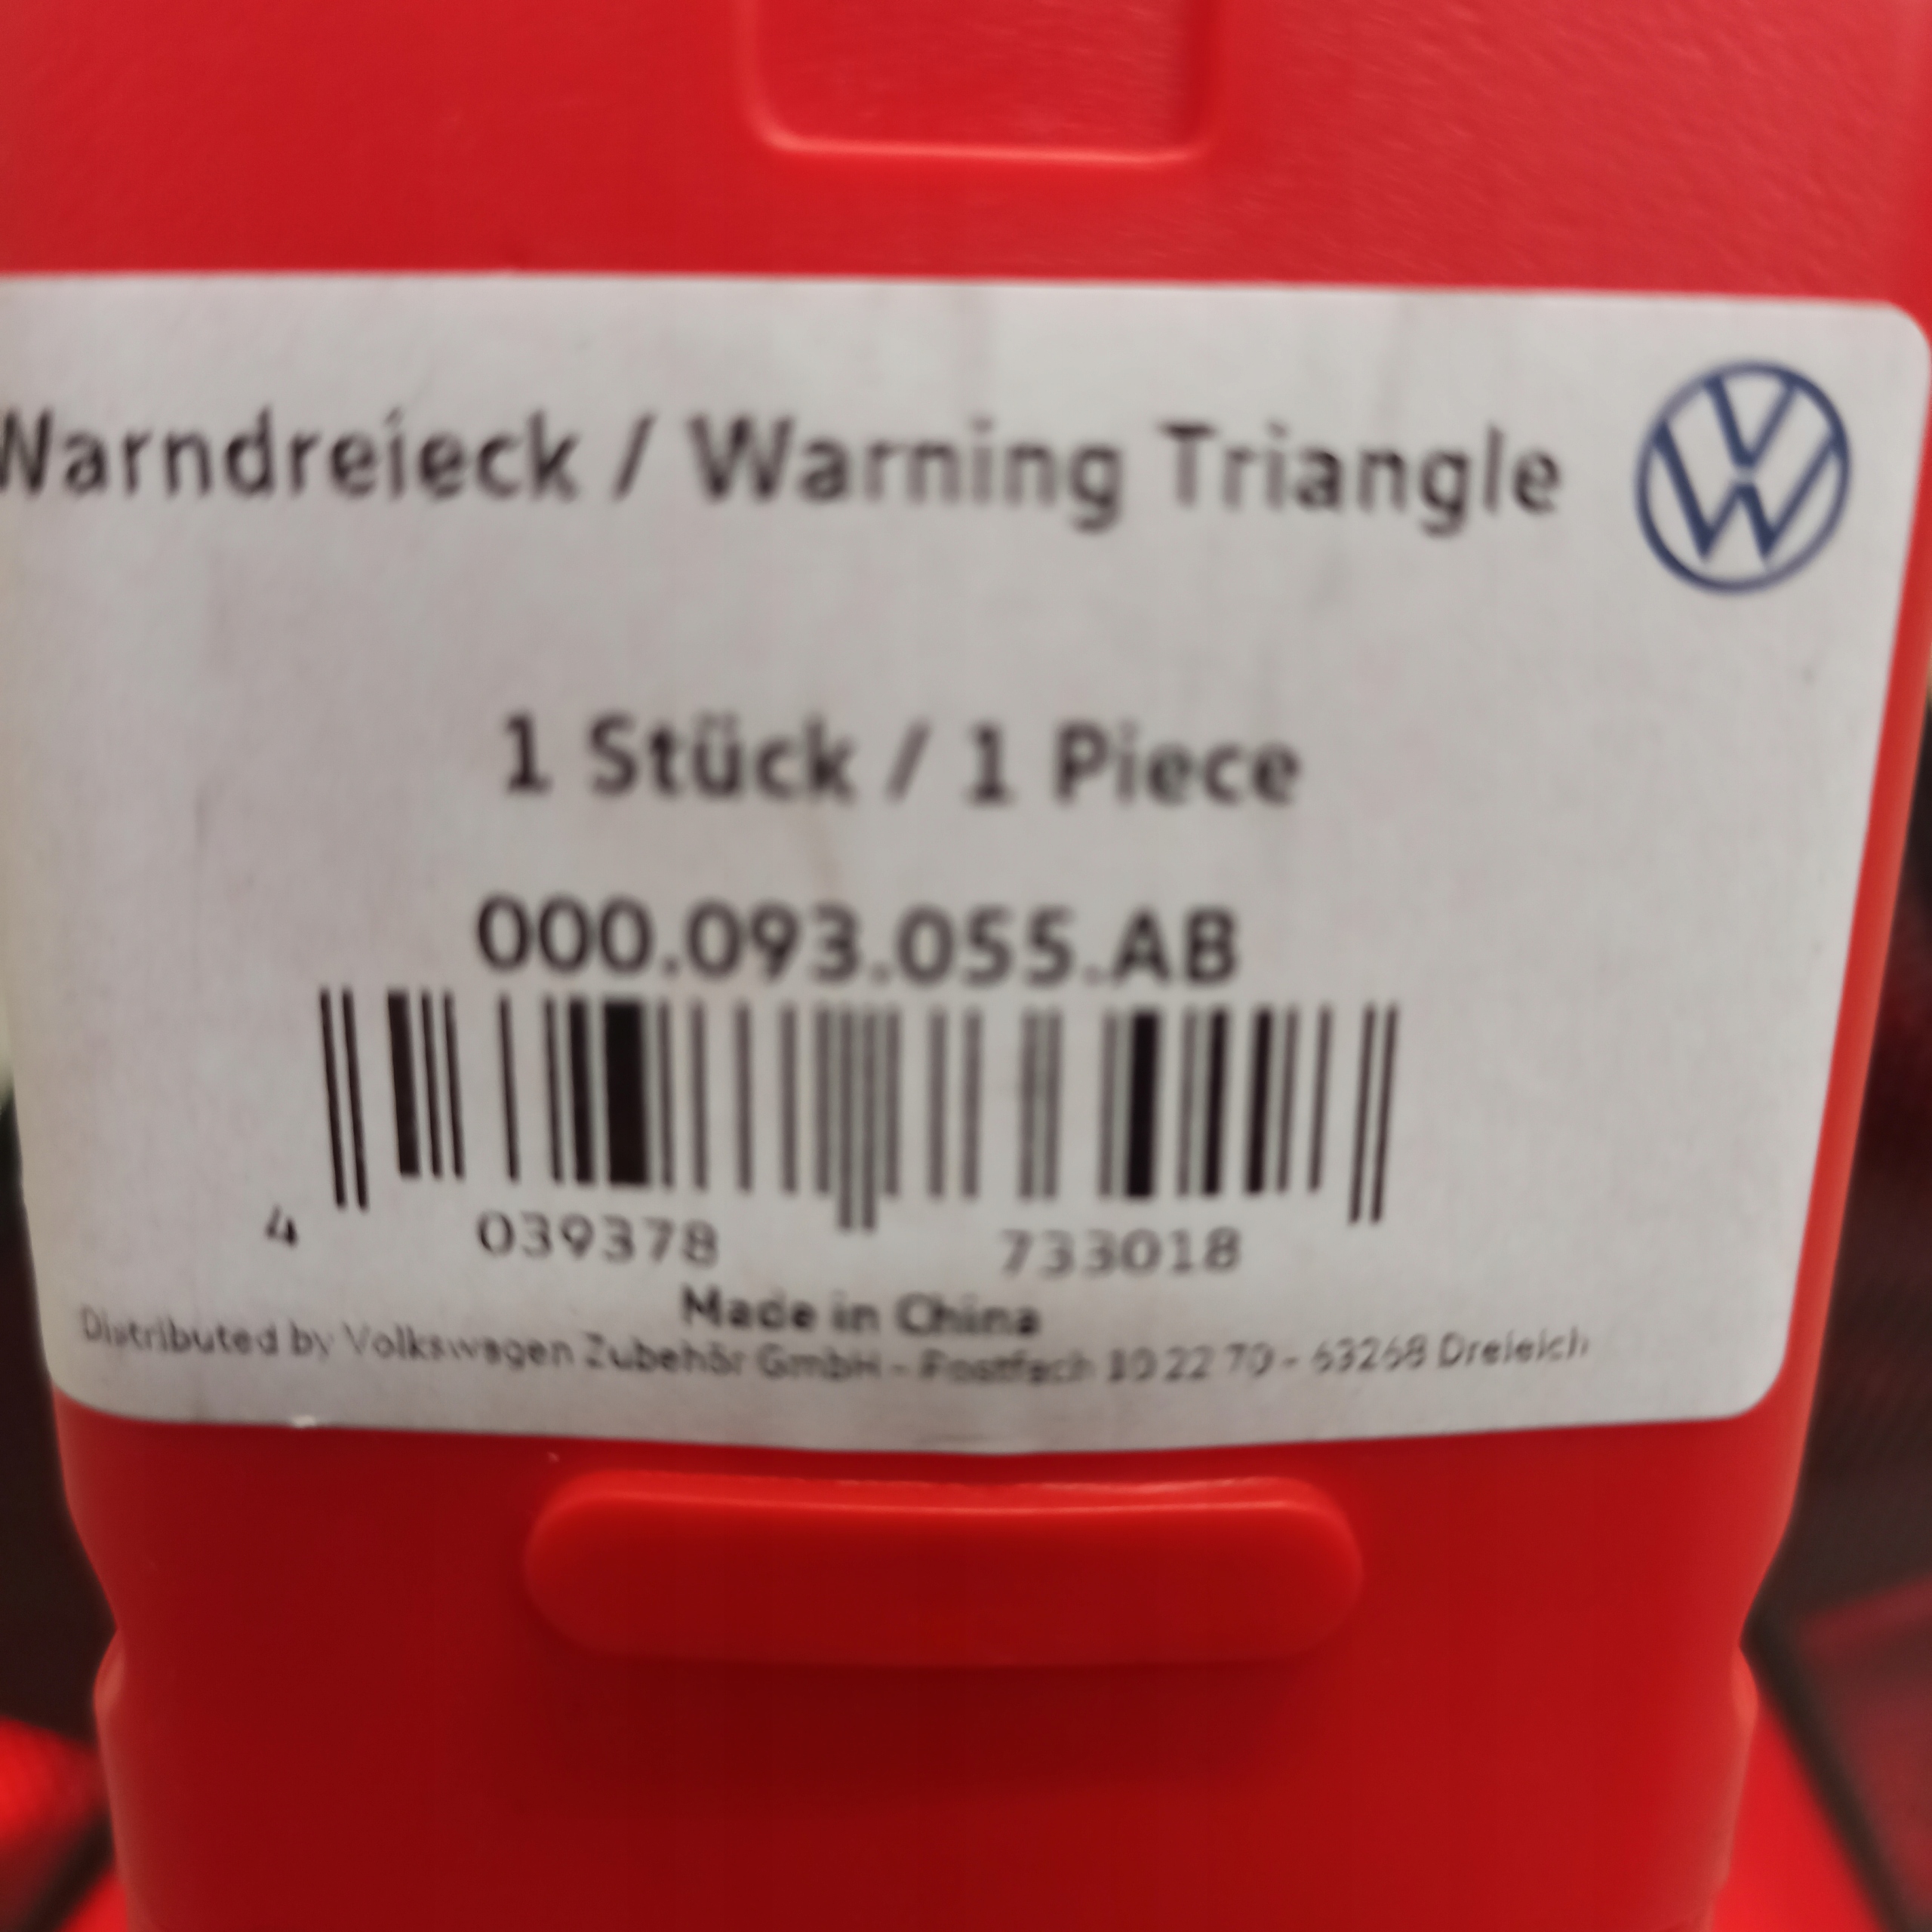 Warndreieck / Warning Triangle
1 Stück / 1 Piece
000.093.055.AB
4 039378 733018
Made in China
Distributed by Volkswagen Zubehör GmbH - Postfach 10 22 70 - 63268 Dreieich